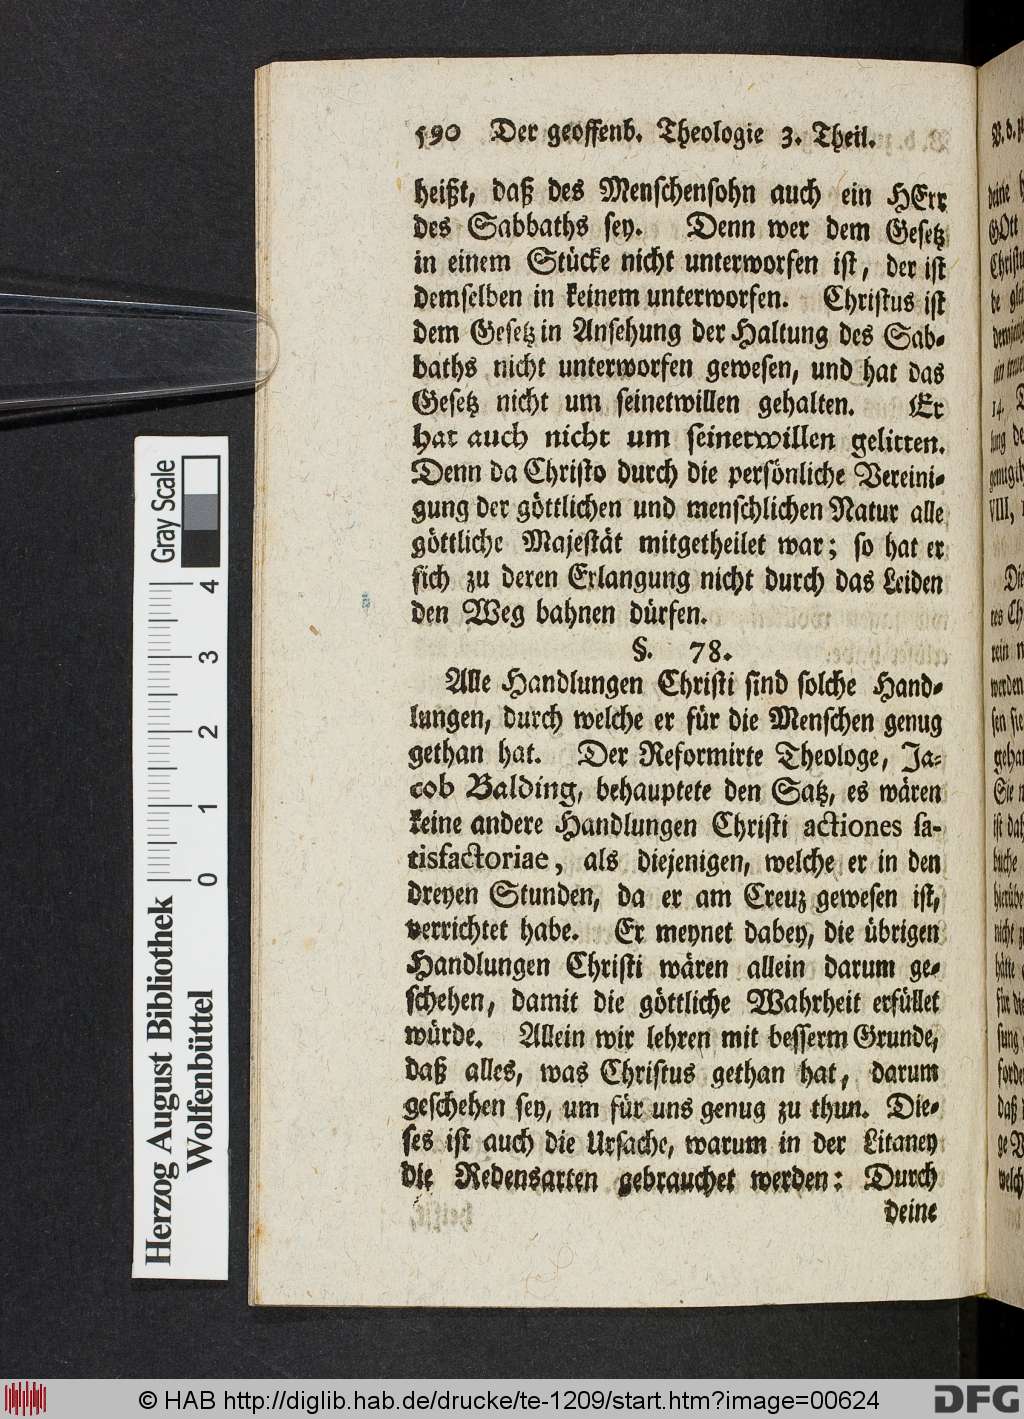 590 Der geoffenb. Theologie 3. Theil.
heißt, daß des Menschensohn auch ein HErr
des Sabbaths sey. Denn wer dem Gesetz
in einem Stücke nicht unterworfen ist, der ist
demselben in keinem unterworfen. Christus ist
dem Gesetz in Ansehung der Haltung des Sab-
baths nicht unterworfen gewesen, und hat das
Gesetz nicht um seinetwillen gehalten. Er
hat auch nicht um seinetwillen gelitten.
Denn da Christo durch die persönliche Vereini-
gung der göttlichen und menschlichen Natur alle
göttliche Majestät mitgetheilet war; so hat er
sich zu deren Erlangung nicht durch das Leiden
den Weg bahnen dürfen.
§. 78.
Alle Handlungen Christi sind solche Hand-
lungen, durch welche er für die Menschen genug
gethan hat. Der Reformirte Theologe, Ja-
cob Balding, behauptete den Satz, es wären
keine andere Handlungen Christi actiones sa-
tisfactoriae, als diejenigen, welche er in den
dreyen Stunden, da er am Creuz gewesen ist,
verrichtet habe. Er meynet dabey, die übrigen
Handlungen Christi wären allein darum ge-
schehen, damit die göttliche Wahrheit erfüllet
würde. Allein wir lehren mit besserm Grunde,
daß alles, was Christus gethan hat, darum
geschehen sey, um für uns genug zu thun. Die-
ses ist auch die Ursache, warum in der Litaney
die Redensarten gebrauchet werden: Durch
deine
Herzog August Bibliothek
Wolfenbüttel
0 1 2 3 4
Gray Scale
© HAB http://diglib.hab.de/drucke/te-1209/start.htm?image=00624
DFG